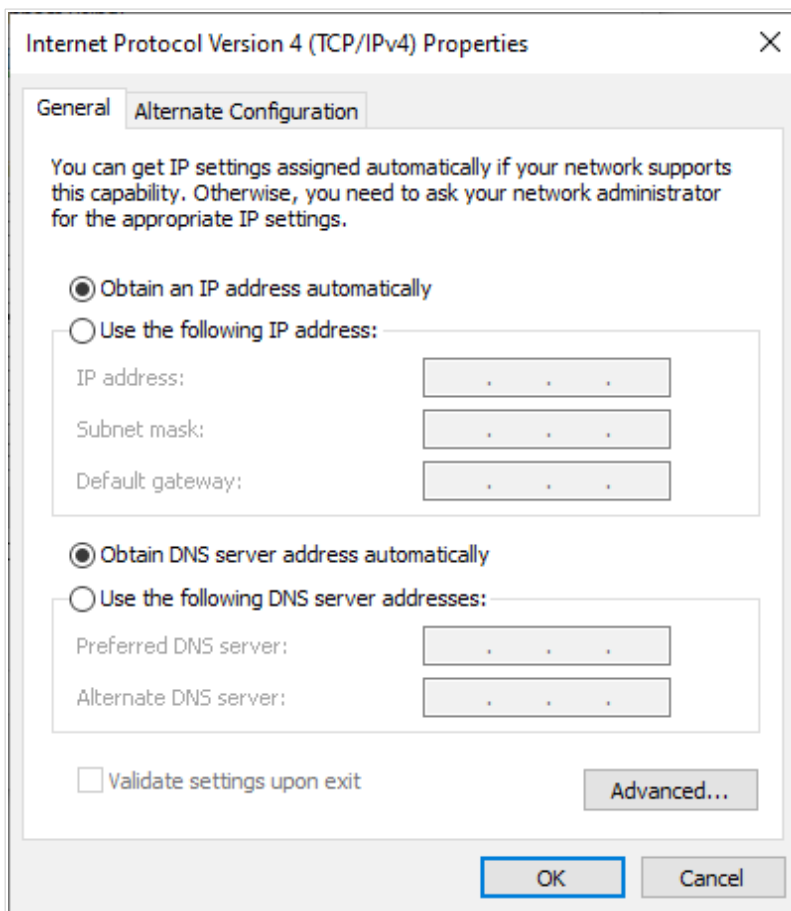 Internet Protocol Version 4 (TCP/IPv4) Properties
General
Alternate Configuration
You can get IP settings assigned automatically if your network supports
this capability. Otherwise, you need to ask your network administrator
for the appropriate IP settings.
Obtain an IP address automatically
Use the following IP address:
IP address:
. . .
Subnet mask:
. . .
Default gateway:
. . .
Obtain DNS server address automatically
Use the following DNS server addresses:
Preferred DNS server:
. . .
Alternate DNS server:
. . .
Validate settings upon exit
Advanced...
OK
Cancel